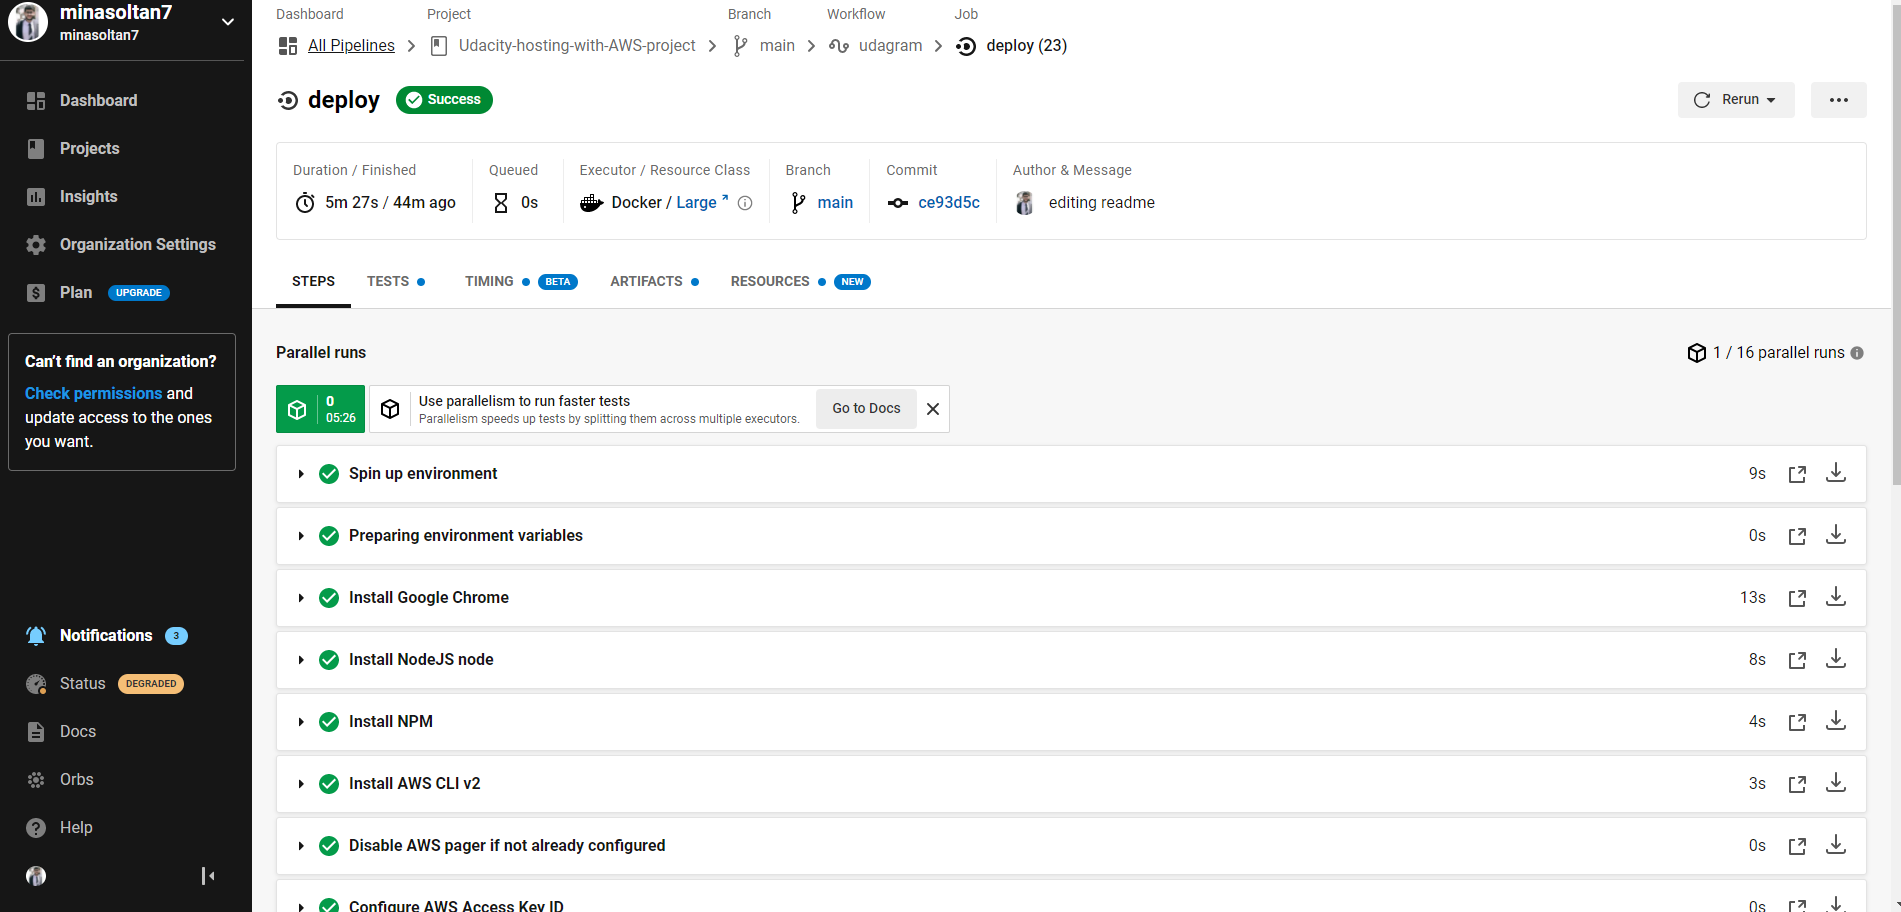 minasoltan7
minasoltan7
Dashboard
Projects
Insights
Organization Settings
Plan UPGRADE
Can't find an organization?
Check permissions and
update access to the ones
you want.
Notifications 3
Status DEGRADED
Docs
Orbs
Help
Dashboard Project Branch Workflow Job
All Pipelines Udacity-hosting-with-AWS-project main udagram deploy (23)
deploy Success
Rerun
Duration / Finished Queued Executor / Resource Class Branch Commit Author & Message
5m 27s / 44m ago 0s Docker / Large main ce93d5c editing readme
STEPS TESTS TIMING BETA ARTIFACTS RESOURCES NEW
Parallel runs 1 / 16 parallel runs
0
05:26
Use parallelism to run faster tests
Parallelism speeds up tests by splitting them across multiple executors.
Go to Docs
Spin up environment 9s
Preparing environment variables 0s
Install Google Chrome 13s
Install NodeJS node 8s
Install NPM 4s
Install AWS CLI v2 3s
Disable AWS pager if not already configured 0s
Configure AWS Access Key ID 0s